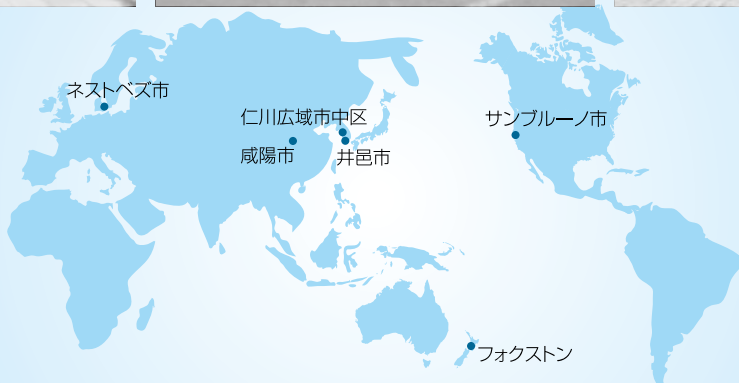 ネストベズ市
仁川広域市中区
サンブルーノ市
咸陽市
井邑市
フォクストン